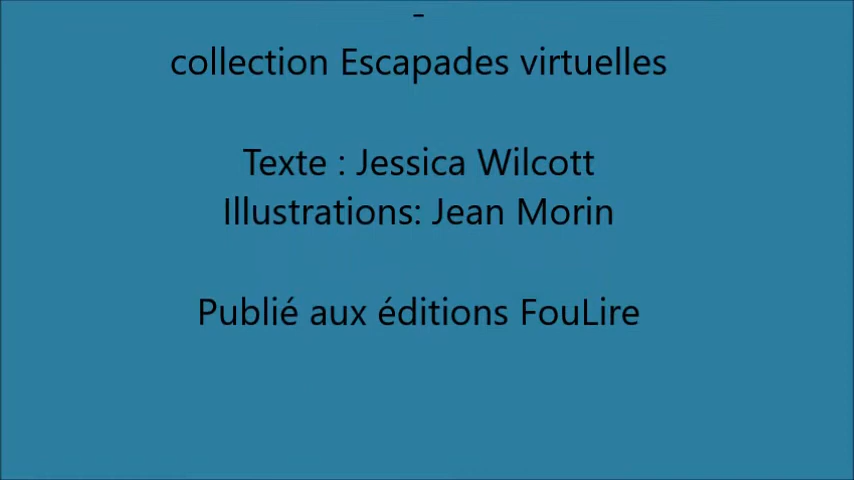 -
collection Escapades virtuelles
Texte : Jessica Wilcott
Illustrations: Jean Morin
Publié aux éditions FouLire